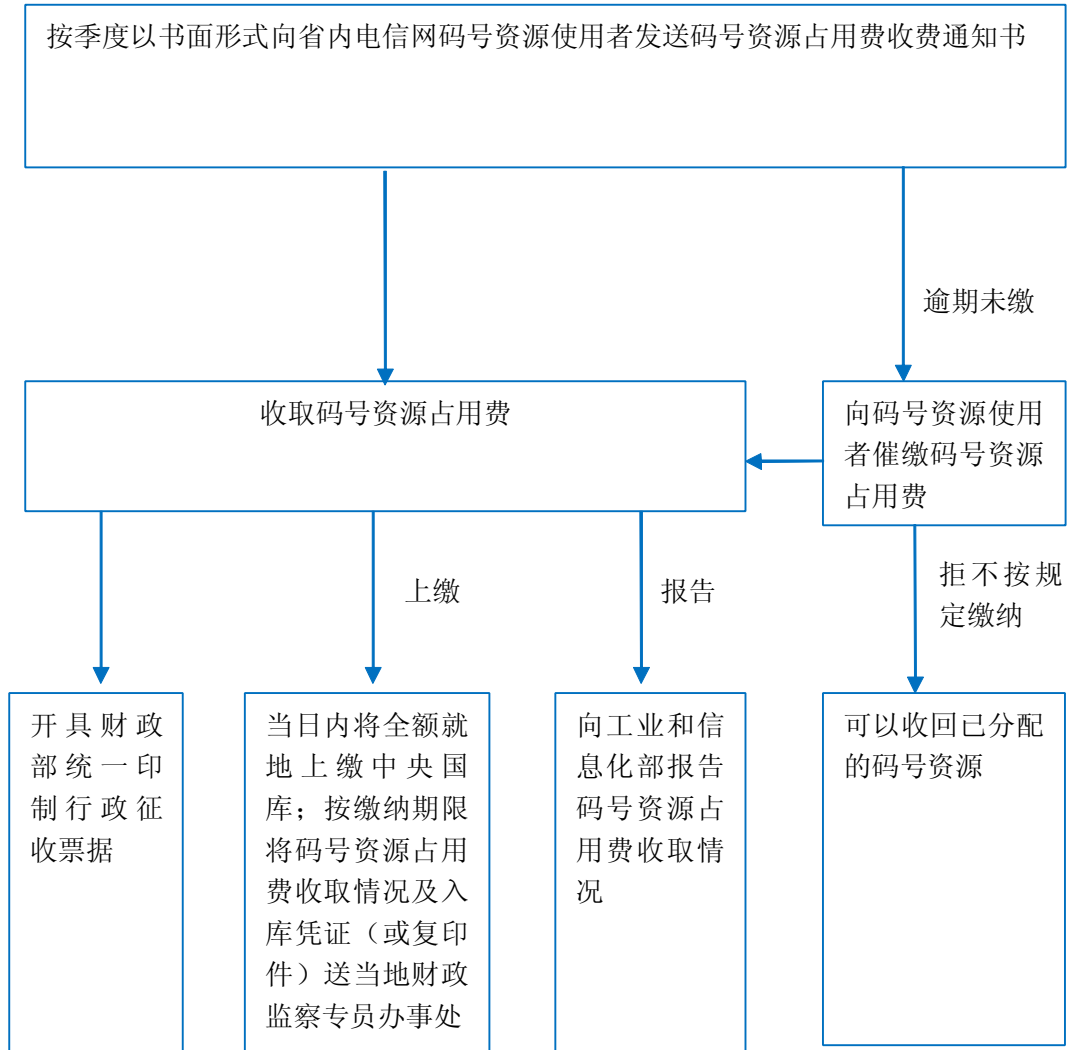 按季度以书面形式向省内电信网码号资源使用者发送码号资源占用费收费通知书
逾期未缴
收取码号资源占用费
向码号资源使用
者催缴码号资源
占用费
上缴
报告
拒不按规
定缴纳
开具财政
部统一印
制行政征
收票据
当日内将全额就
地上缴中央国
库；按缴纳期限
将码号资源占用
费收取情况及入
库凭证（或复印
件）送当地财政
监察专员办事处
向工业和信
息化部报告
码号资源占
用费收取情
况
可以收回已分配
的码号资源